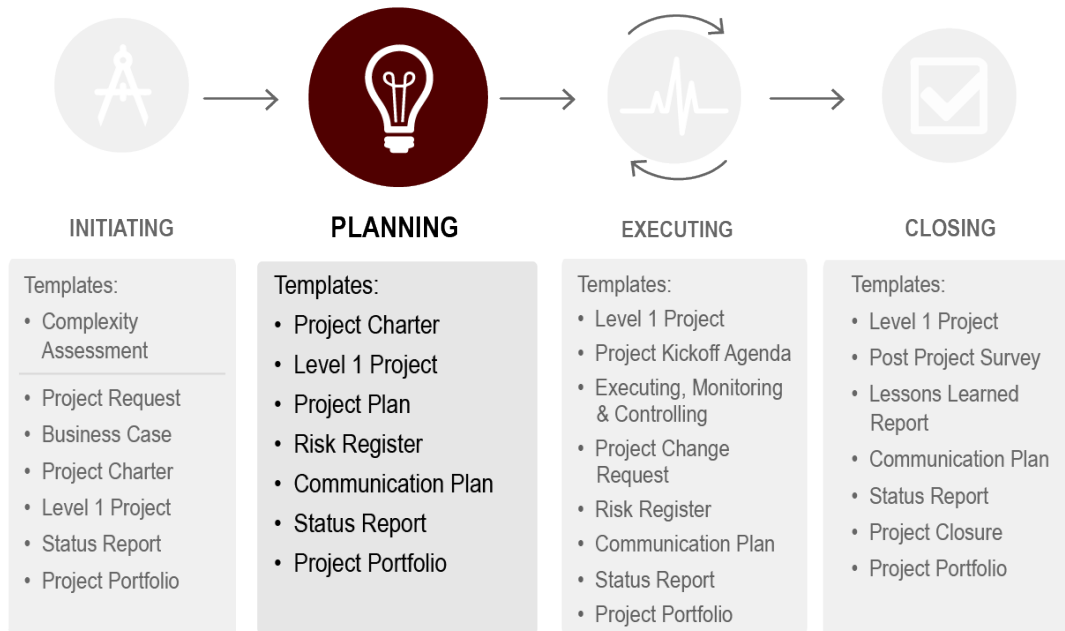 INITIATING
Templates:
• Complexity
Assessment
• Project Request
• Business Case
• Project Charter
• Level 1 Project
• Status Report
• Project Portfolio
PLANNING
Templates:
• Project Charter
• Level 1 Project
• Project Plan
• Risk Register
• Communication Plan
• Status Report
• Project Portfolio
EXECUTING
Templates:
• Level 1 Project
• Project Kickoff Agenda
• Executing, Monitoring
& Controlling
• Project Change
Request
• Risk Register
• Communication Plan
• Status Report
• Project Portfolio
CLOSING
Templates:
• Level 1 Project
• Post Project Survey
• Lessons Learned
Report
• Communication Plan
• Status Report
• Project Closure
• Project Portfolio